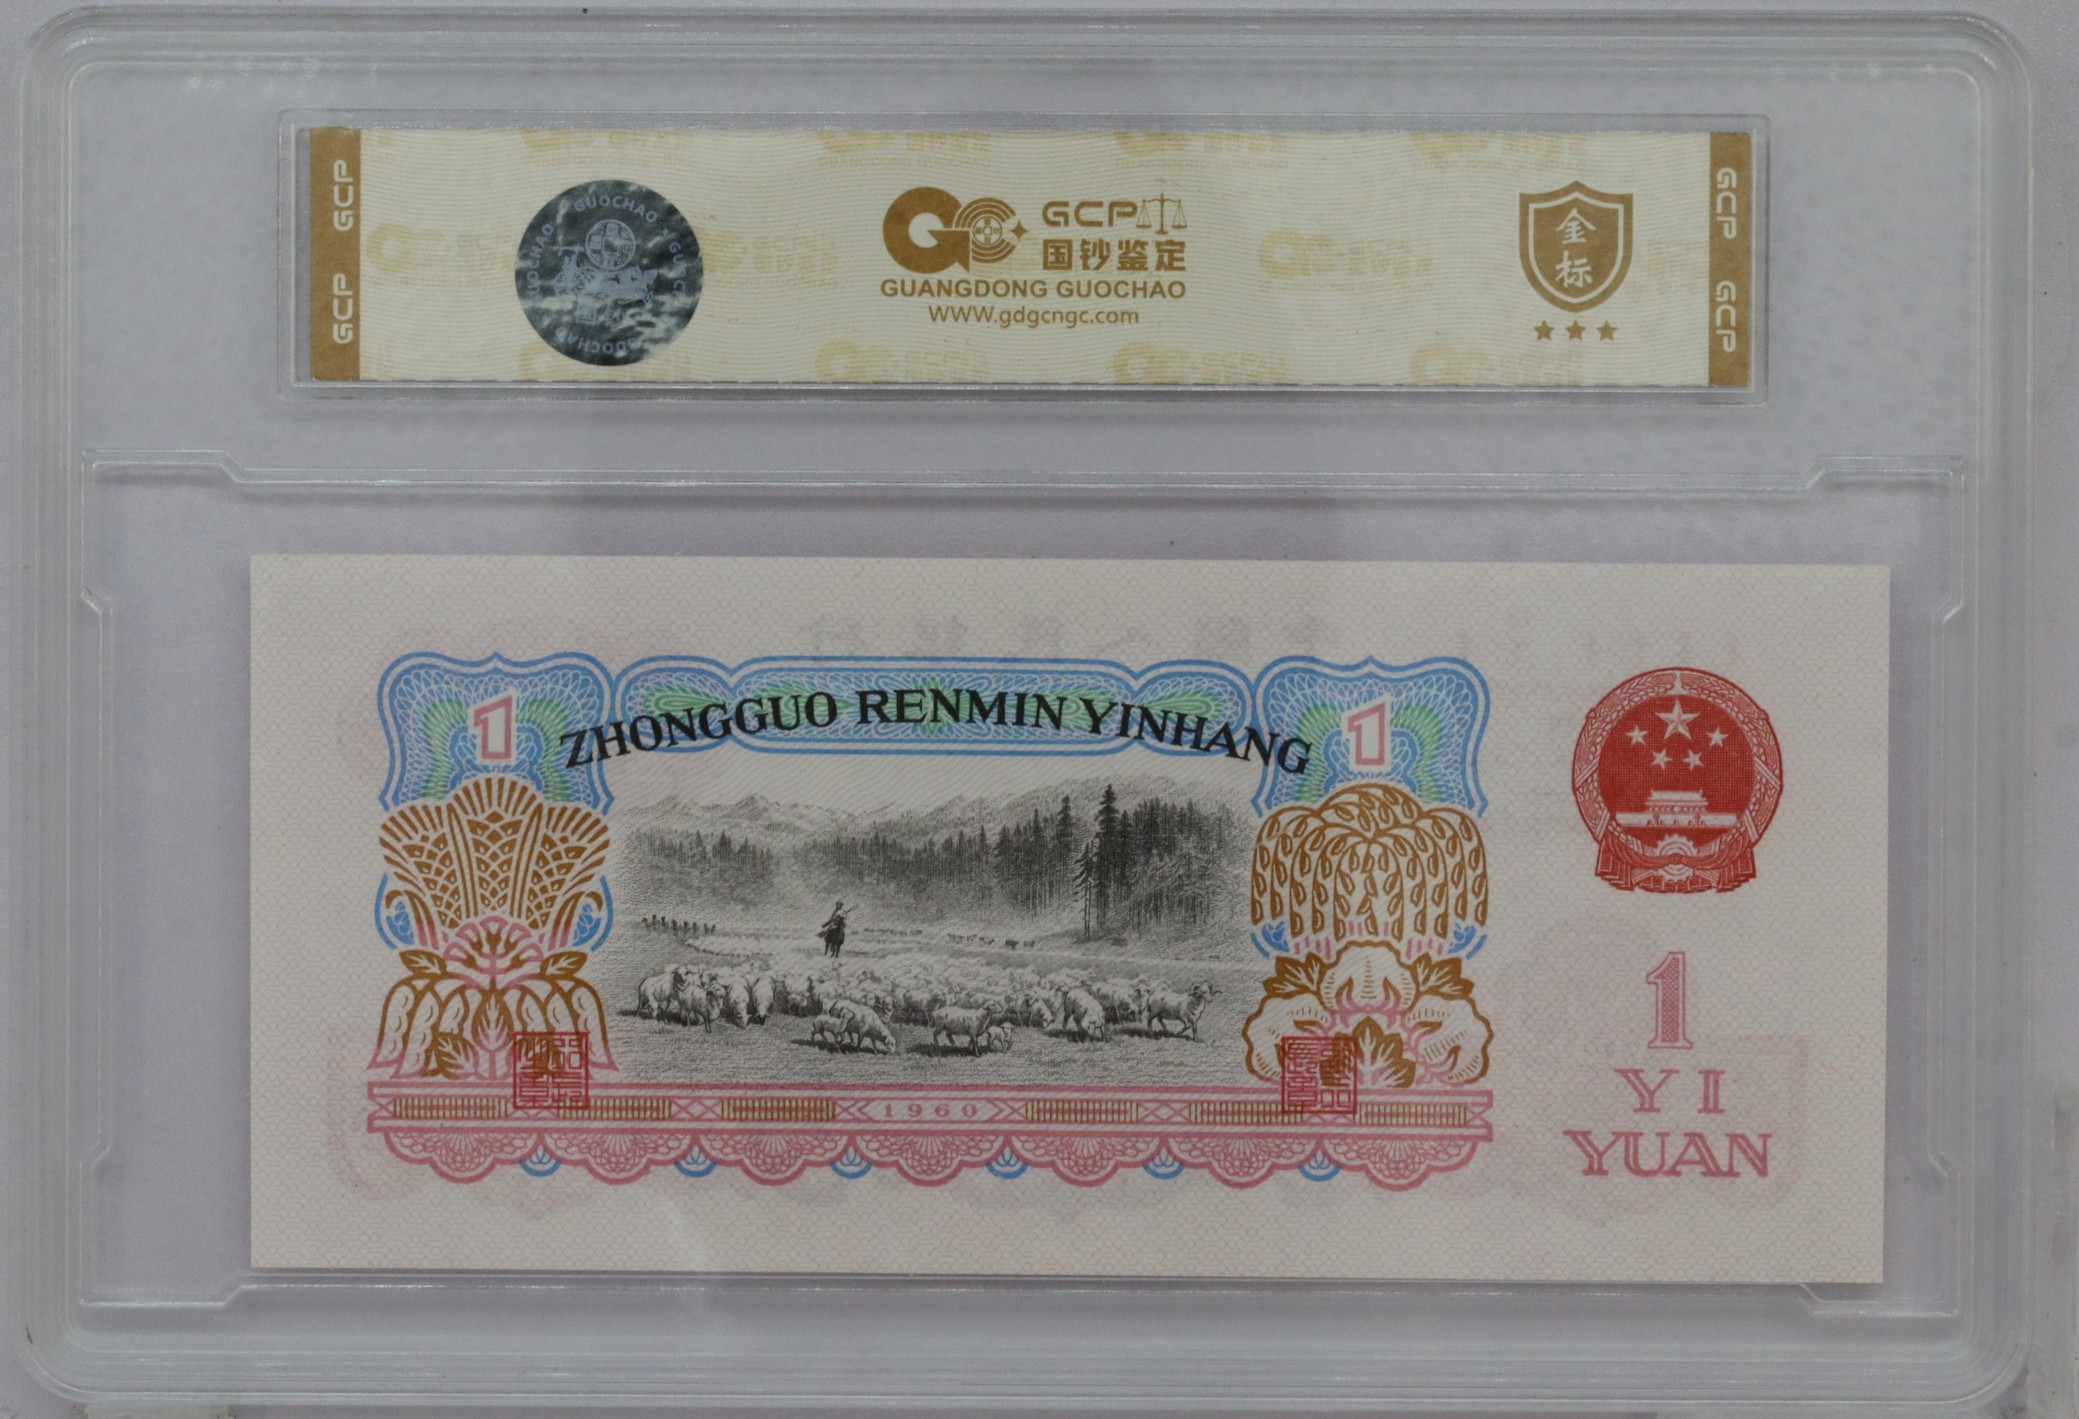 GCP GCP
GUOCHAO
GCP
国钞鉴定
GUANGDONG GUOCHAO
www.gdgcngc.com
金标
GCP GCP
ZHONGGUO RENMIN YINHANG
1
1
1960
1
YI
YUAN